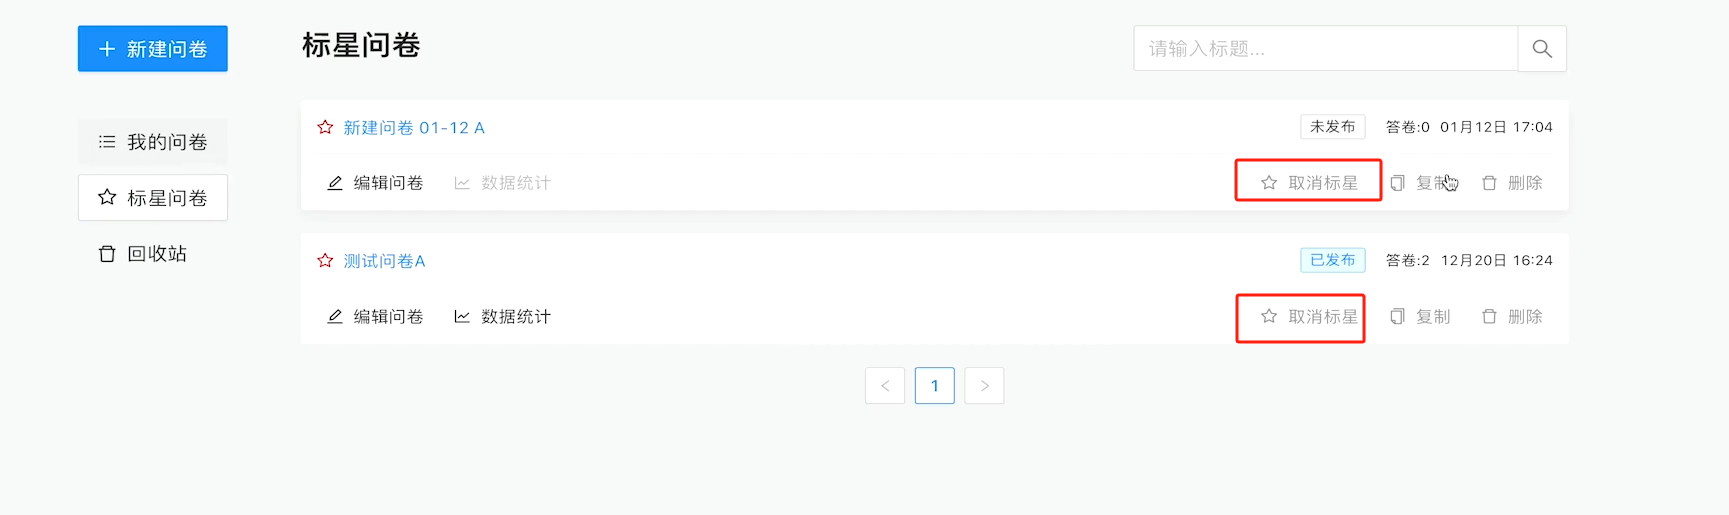 新建问卷
标星问卷
请输入标题...
我的问卷
标星问卷
回收站
新建问卷 01-12 A
未发布 答卷:0 01月12日 17:04
编辑问卷 数据统计 取消标星 复制 删除
测试问卷A
已发布 答卷:2 12月20日 16:24
编辑问卷 数据统计 取消标星 复制 删除
1